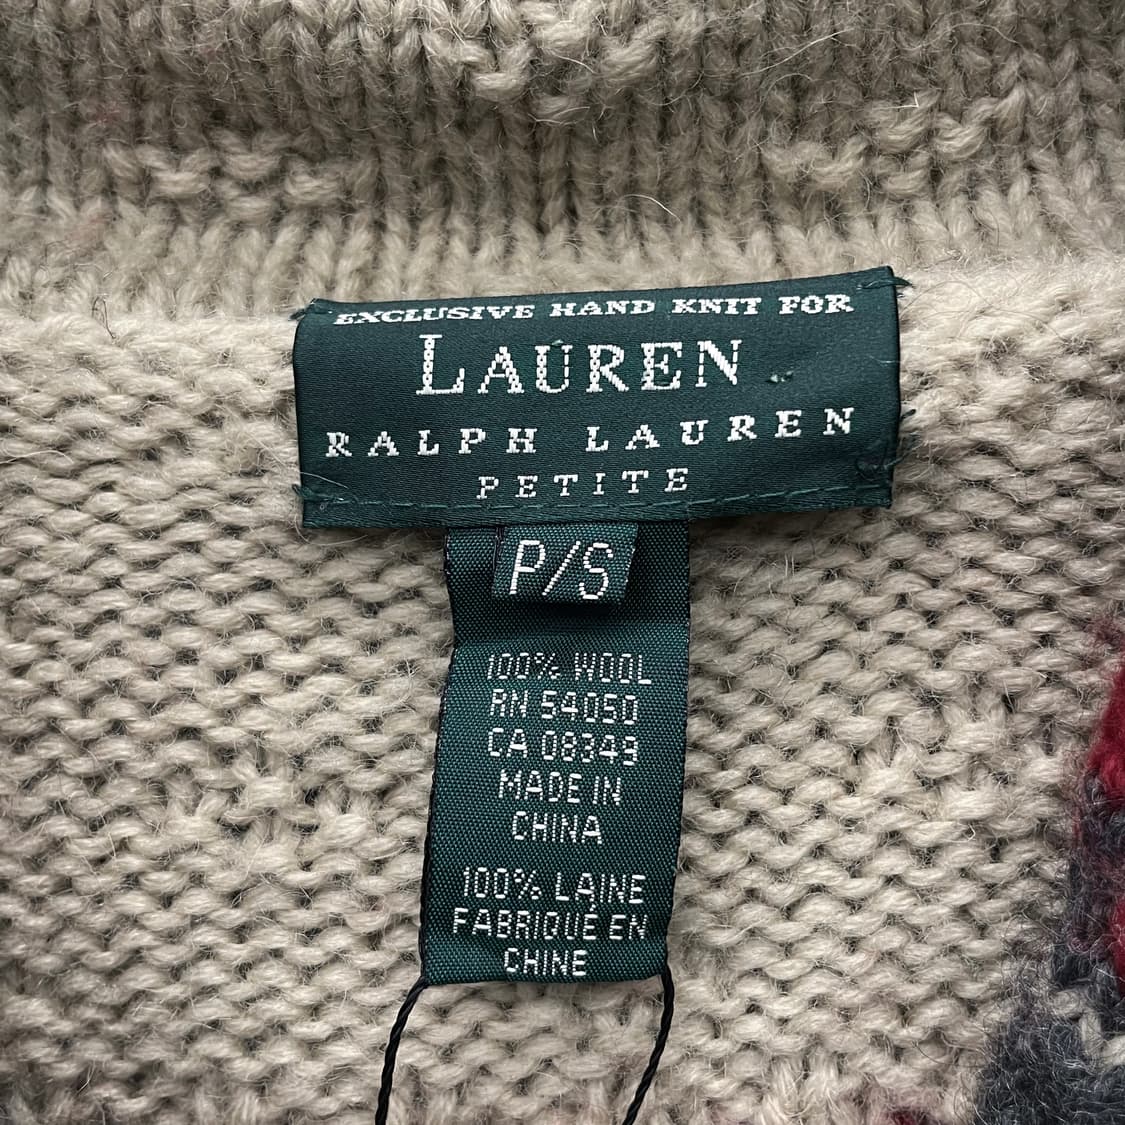 EXCLUSIVE HAND KNIT FOR
LAUREN
RALPH LAUREN
PETITE
P/S
100% WOOL
RN 54050
CA 08349
MADE IN
CHINA
100% LAINE
FABRIQUÉ EN
CHINE